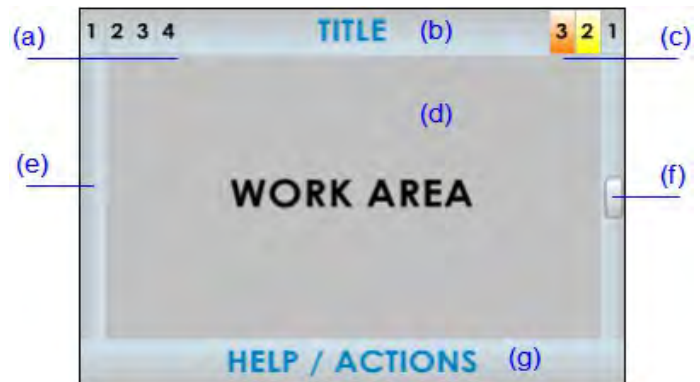 1 2 3 4 TITLE (b) 3 2 1
(a) (c)
(d)
(e) (f)
WORK AREA
HELP / ACTIONS (g)